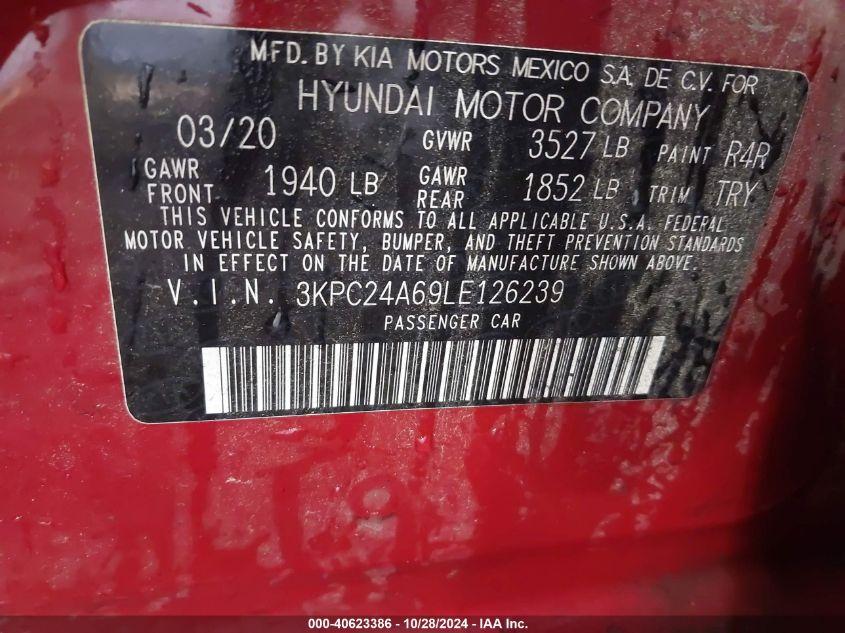 MFD. BY KIA MOTORS MEXICO S.A. DE C.V. FOR
HYUNDAI MOTOR COMPANY
03/20 GVWR 3527 LB PAINT R4R
GAWR FRONT 1940 LB GAWR REAR 1852 LB TRIM TRY
THIS VEHICLE CONFORMS TO ALL APPLICABLE U.S.A. FEDERAL
MOTOR VEHICLE SAFETY, BUMPER, AND THEFT PREVENTION STANDARDS
IN EFFECT ON THE DATE OF MANUFACTURE SHOWN ABOVE.
V.I.N. 3KPC24A69LE126239
PASSENGER CAR
000-40623386 - 10/28/2024 - IAA Inc.